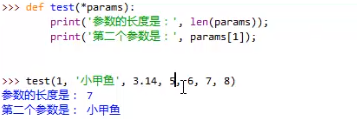 >>> def test(*params):
print('参数的长度是：', len(params));
print('第二个参数是：', params[1]);
>>> test(1, '小甲鱼', 3.14, 5, 6, 7, 8)
参数的长度是： 7
第二个参数是： 小甲鱼